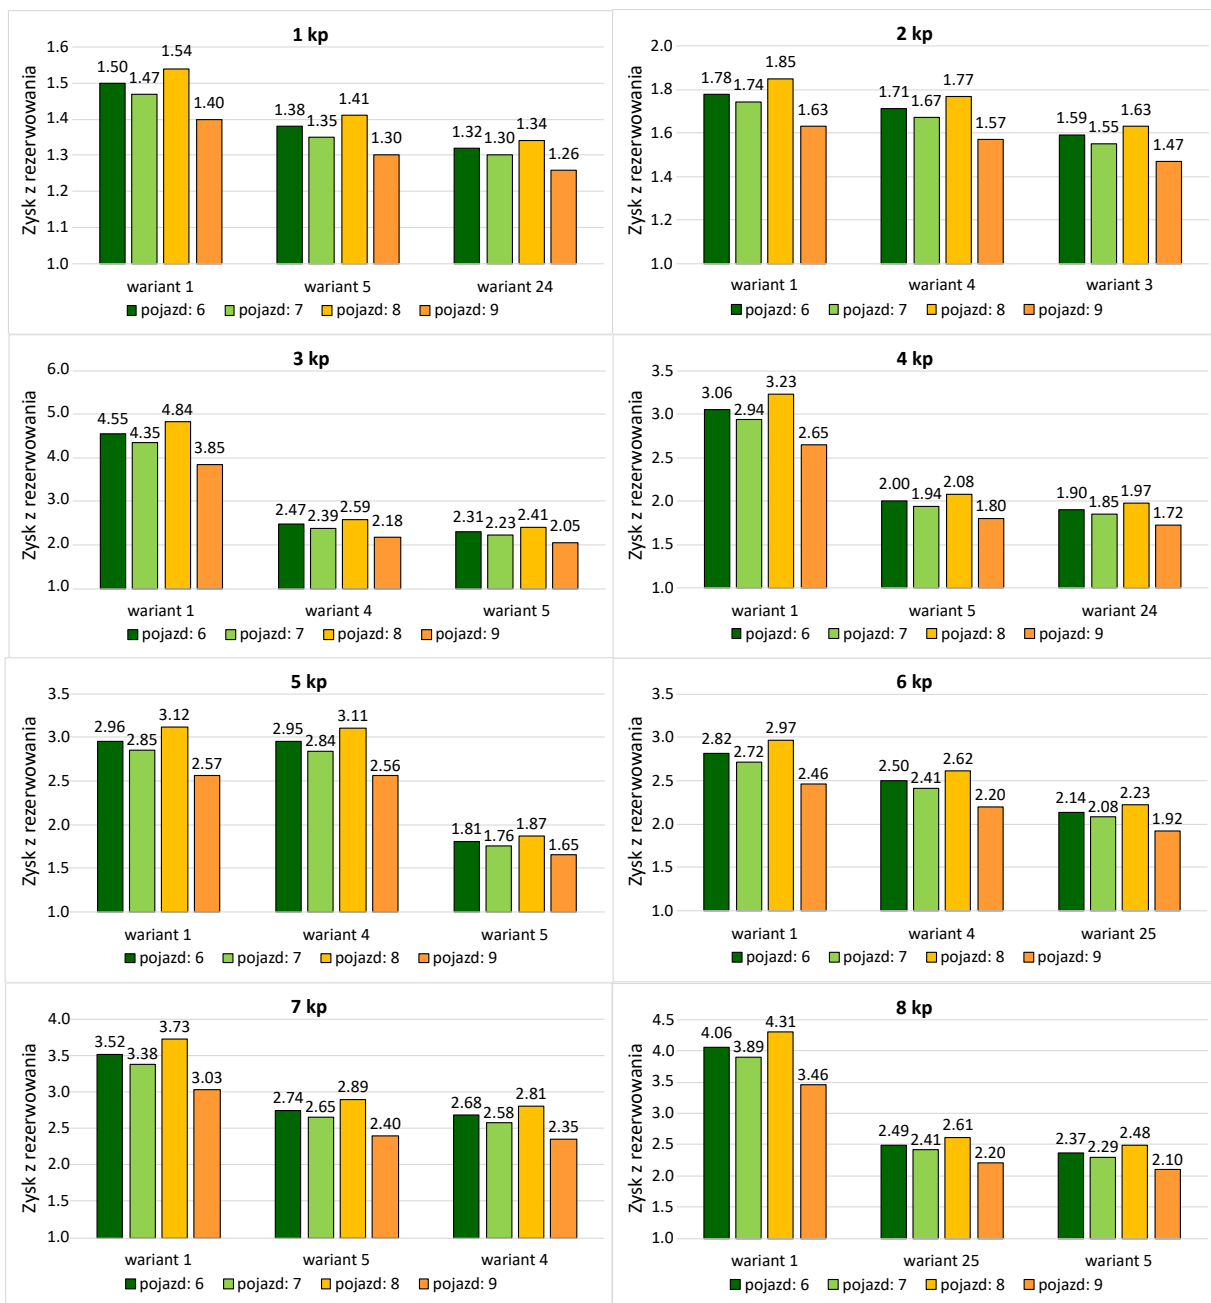 1 kp
Zysk z rezerwowania
1.6
1.5
1.4
1.3
1.2
1.1
1.0
1.50 1.47 1.54 1.40
1.38 1.35 1.41 1.30
1.32 1.30 1.34 1.26
wariant 1 wariant 5 wariant 24
pojazd: 6 pojazd: 7 pojazd: 8 pojazd: 9
2 kp
Zysk z rezerwowania
2.0
1.8
1.6
1.4
1.2
1.0
1.78 1.74 1.85 1.63
1.71 1.67 1.77 1.57
1.59 1.55 1.63 1.47
wariant 1 wariant 4 wariant 3
pojazd: 6 pojazd: 7 pojazd: 8 pojazd: 9
3 kp
Zysk z rezerwowania
6.0
5.0
4.0
3.0
2.0
1.0
4.55 4.35 4.84 3.85
2.47 2.39 2.59 2.18
2.31 2.23 2.41 2.05
wariant 1 wariant 4 wariant 5
pojazd: 6 pojazd: 7 pojazd: 8 pojazd: 9
4 kp
Zysk z rezerwowania
3.5
3.0
2.5
2.0
1.5
1.0
3.06 2.94 3.23 2.65
2.00 1.94 2.08 1.80
1.90 1.85 1.97 1.72
wariant 1 wariant 5 wariant 24
pojazd: 6 pojazd: 7 pojazd: 8 pojazd: 9
5 kp
Zysk z rezerwowania
3.5
3.0
2.5
2.0
1.5
1.0
2.96 2.85 3.12 2.57
2.95 2.84 3.11 2.56
1.81 1.76 1.87 1.65
wariant 1 wariant 4 wariant 5
pojazd: 6 pojazd: 7 pojazd: 8 pojazd: 9
6 kp
Zysk z rezerwowania
3.5
3.0
2.5
2.0
1.5
1.0
2.82 2.72 2.97 2.46
2.50 2.41 2.62 2.20
2.14 2.08 2.23 1.92
wariant 1 wariant 4 wariant 25
pojazd: 6 pojazd: 7 pojazd: 8 pojazd: 9
7 kp
Zysk z rezerwowania
4.0
3.5
3.0
2.5
2.0
1.5
1.0
3.52 3.38 3.73 3.03
2.74 2.65 2.89 2.40
2.68 2.58 2.81 2.35
wariant 1 wariant 5 wariant 4
pojazd: 6 pojazd: 7 pojazd: 8 pojazd: 9
8 kp
Zysk z rezerwowania
4.5
4.0
3.5
3.0
2.5
2.0
1.5
1.0
4.06 3.89 4.31 3.46
2.49 2.41 2.61 2.20
2.37 2.29 2.48 2.10
wariant 1 wariant 25 wariant 5
pojazd: 6 pojazd: 7 pojazd: 8 pojazd: 9